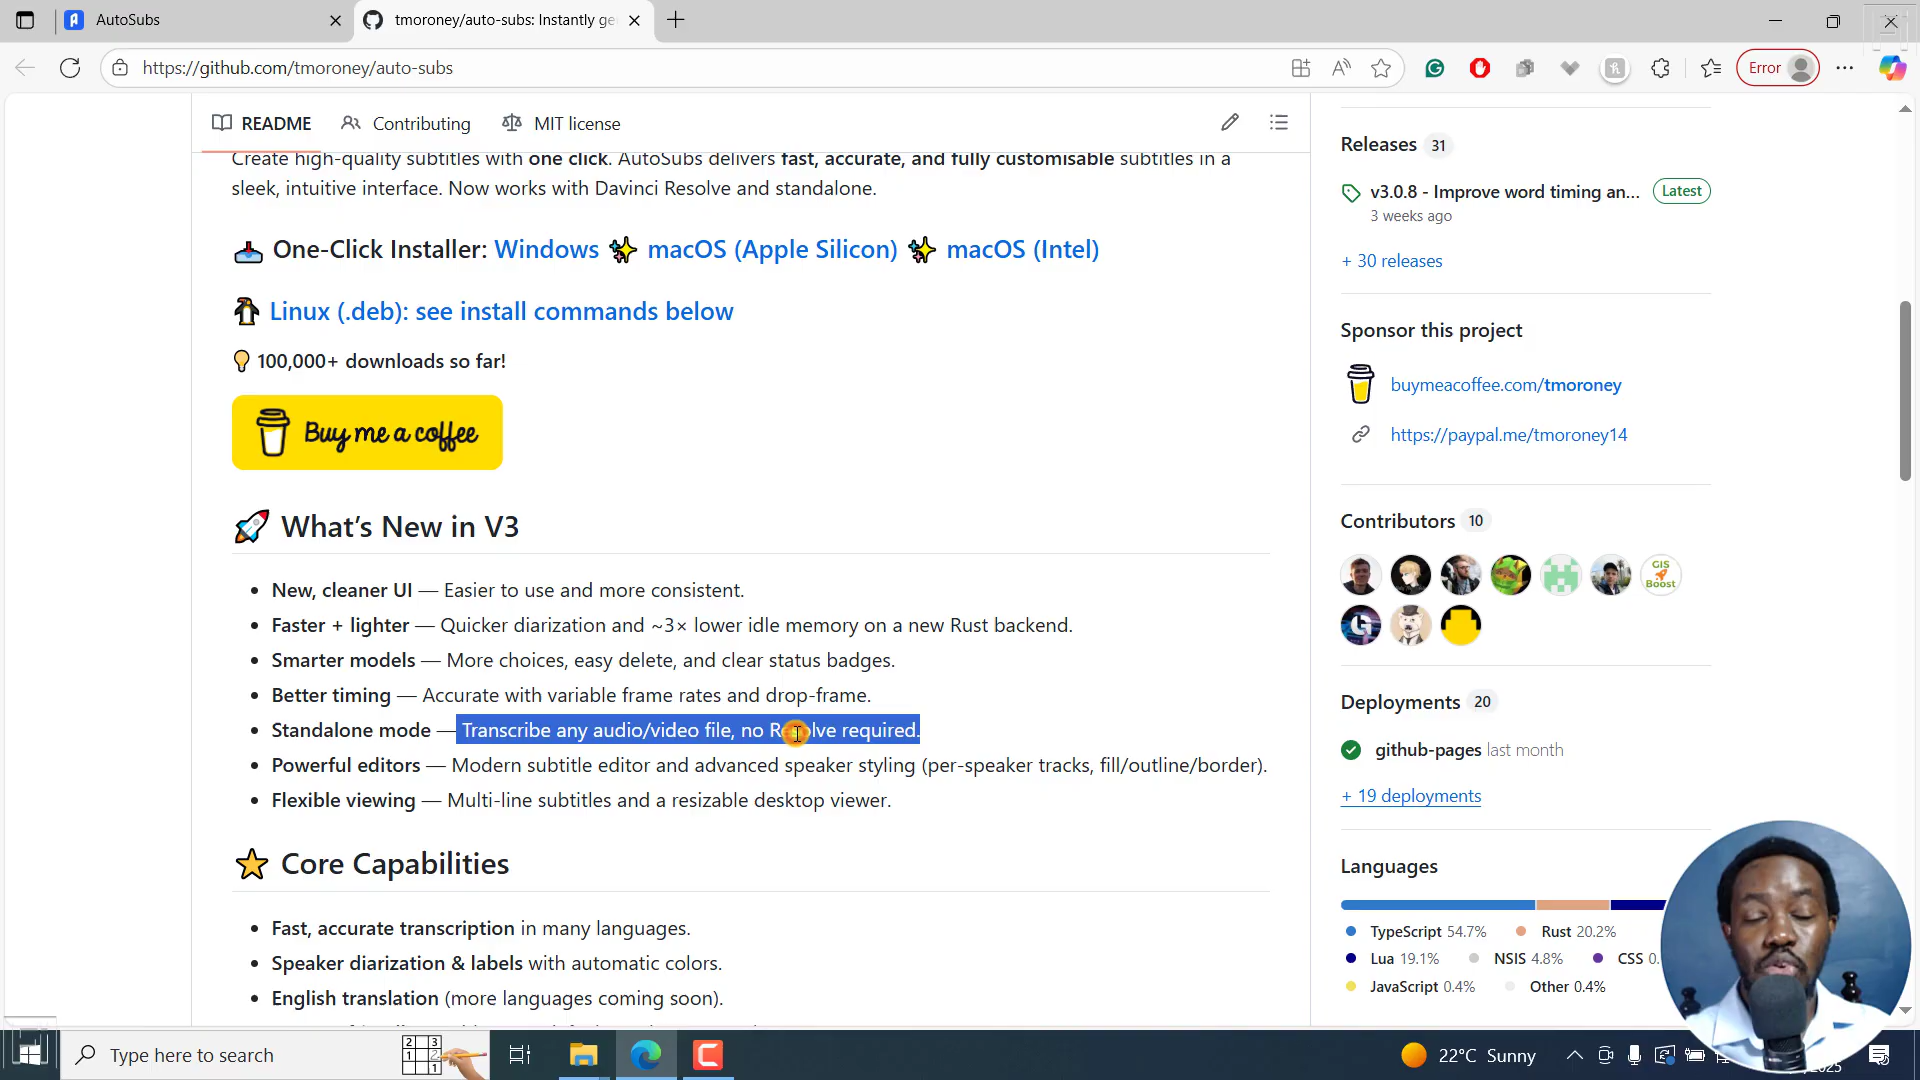 AutoSubs
tmoroney/auto-subs: Instantly ge
https://github.com/tmoroney/auto-subs
Error
README
Contributing
MIT license
Create high-quality subtitles with one click. AutoSubs delivers fast, accurate, and fully customisable subtitles in a
sleek, intuitive interface. Now works with Davinci Resolve and standalone.
One-Click Installer: Windows ✨ macOS (Apple Silicon) ✨ macOS (Intel)
Linux (.deb): see install commands below
100,000+ downloads so far!
Buy me a coffee
What's New in V3
• New, cleaner UI — Easier to use and more consistent.
• Faster + lighter — Quicker diarization and ~3× lower idle memory on a new Rust backend.
• Smarter models — More choices, easy delete, and clear status badges.
• Better timing — Accurate with variable frame rates and drop-frame.
• Standalone mode — Transcribe any audio/video file, no Resolve required.
• Powerful editors — Modern subtitle editor and advanced speaker styling (per-speaker tracks, fill/outline/border).
• Flexible viewing — Multi-line subtitles and a resizable desktop viewer.
Core Capabilities
• Fast, accurate transcription in many languages.
• Speaker diarization & labels with automatic colors.
• English translation (more languages coming soon).
Releases 31
v3.0.8 - Improve word timing an...
Latest
3 weeks ago
+ 30 releases
Sponsor this project
buymeacoffee.com/tmoroney
https://paypal.me/tmoroney14
Contributors 10
GIS
Boost
Deployments 20
github-pages last month
+ 19 deployments
Languages
TypeScript 54.7%
Rust 20.2%
Lua 19.1%
NSIS 4.8%
CSS 0.
JavaScript 0.4%
Other 0.4%
Type here to search
22°C Sunny